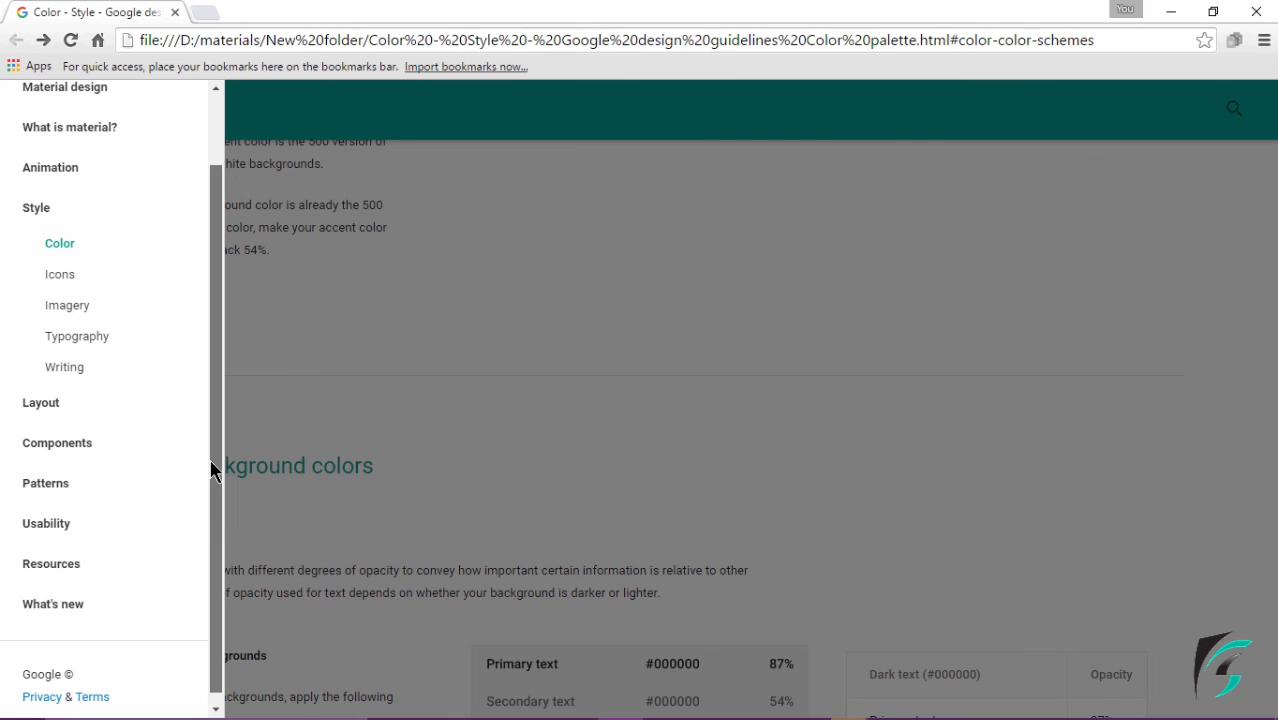 Color - Style - Google des
You
file:///D:/materials/New%20folder/Color%20-%20Style%20-%20Google%20design%20guidelines%20Color%20palette.html#color-color-schemes
Apps For quick access, place your bookmarks here on the bookmarks bar. Import bookmarks now...
Material design
What is material?
Animation
Style
Color
Icons
Imagery
Typography
Writing
Layout
Components
Patterns
Usability
Resources
What's new
Google ©
Privacy & Terms
ent color is the 500 version of
hite backgrounds.
ound color is already the 500
color, make your accent color
ack 54%.
kground colors
with different degrees of opacity to convey how important certain information is relative to other
f opacity used for text depends on whether your background is darker or lighter.
grounds
ckgrounds, apply the following
Primary text #000000 87%
Secondary text #000000 54%
Dark text (#000000) Opacity